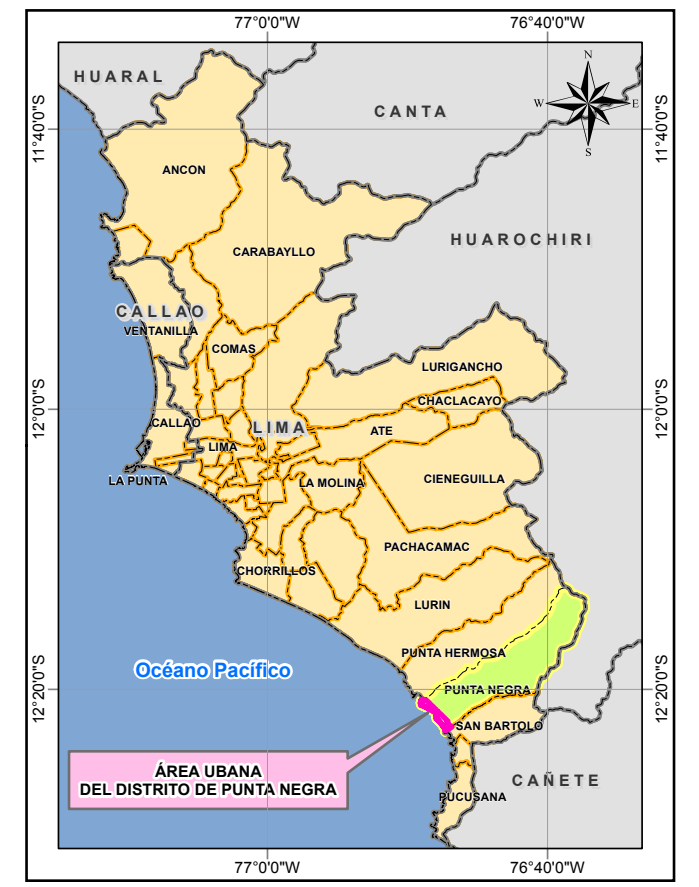 77°0'0"W
76°40'0"W
N
W
E
S
HUARAL
CANTA
11°40'0"S
11°40'0"S
ANCON
HUAROCHIRI
CARABAYLLO
CALLAO
VENTANILLA
COMAS
LURIGANCHO
CHACLACAYO
12°0'0"S
12°0'0"S
CALLAO
LIMA
ATE
LIMA
CIENEGUILLA
LA PUNTA
LA MOLINA
PACHACAMAC
CHORRILLOS
LURIN
PUNTA HERMOSA
Océano Pacífico
12°20'0"S
12°20'0"S
PUNTA NEGRA
SAN BARTOLO
ÁREA UBANA
DEL DISTRITO DE PUNTA NEGRA
CAÑETE
PUCUSANA
77°0'0"W
76°40'0"W